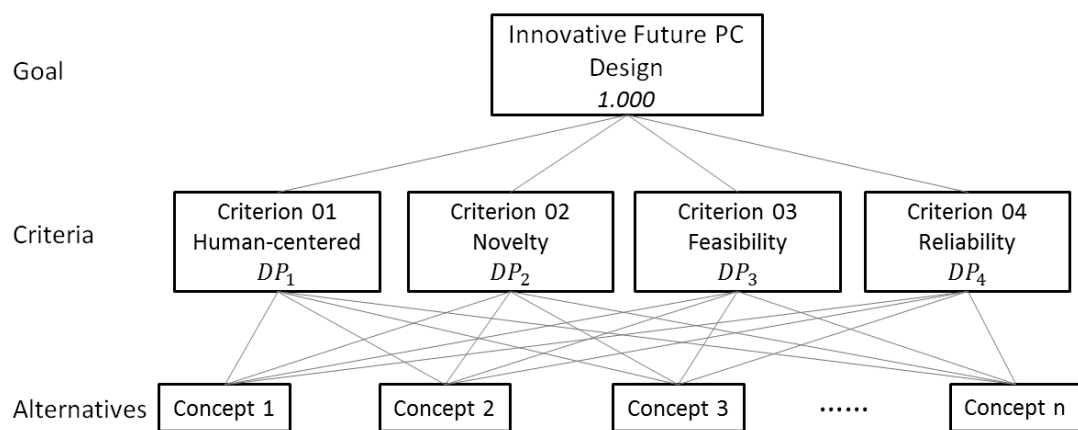 Goal
Innovative Future PC
Design
1.000
Criteria
Criterion 01
Human-centered
DP₁
Criterion 02
Novelty
DP₂
Criterion 03
Feasibility
DP₃
Criterion 04
Reliability
DP₄
Alternatives
Concept 1
Concept 2
Concept 3
······
Concept n